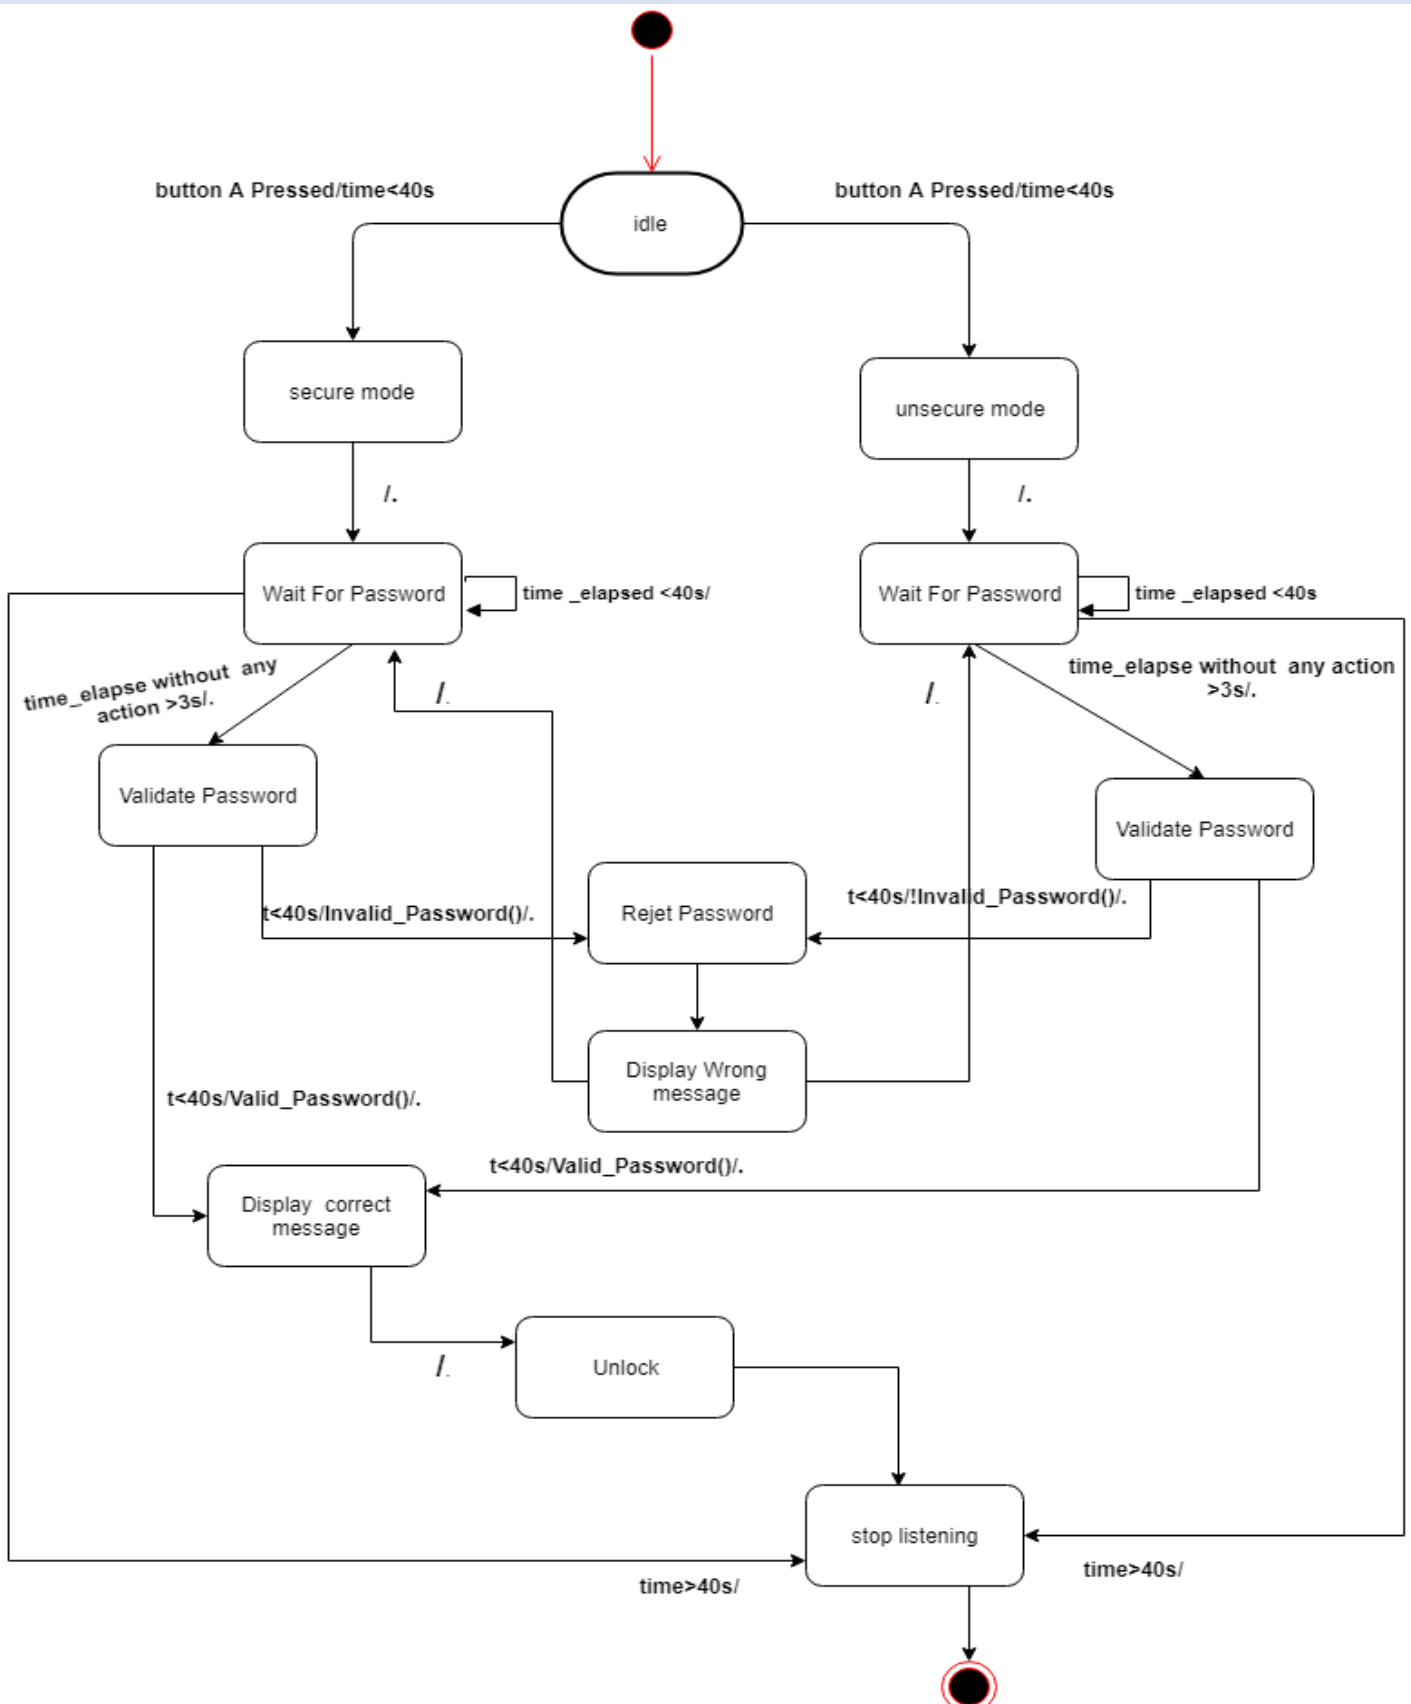 button A Pressed/time<40s
button A Pressed/time<40s
idle
secure mode
unsecure mode
/.
/.
Wait For Password
time _elapsed <40s/
Wait For Password
time _elapsed <40s
time_elapse without  any
action >3s/.
/.
/.
time_elapse without  any action
>3s/.
Validate Password
Validate Password
t<40s/Invalid_Password()/.
Rejet Password
t<40s/!Invalid_Password()/.
Display Wrong
message
t<40s/Valid_Password()/.
t<40s/Valid_Password()/.
Display  correct
message
/.
Unlock
stop listening
time>40s/
time>40s/